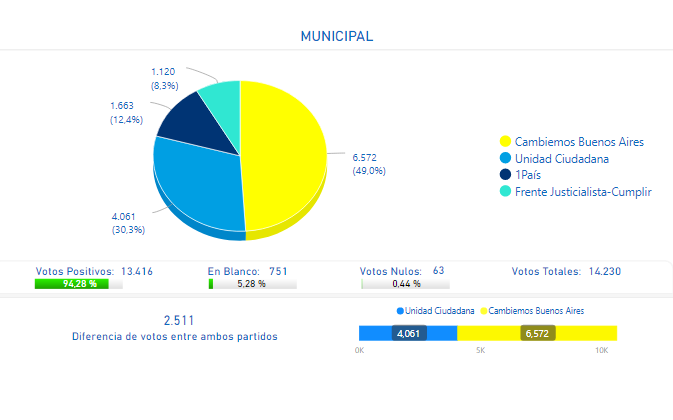 MUNICIPAL
1.120
(8,3%)
1.663
(12,4%)
6.572
(49,0%)
4.061
(30,3%)
Cambiemos Buenos Aires
Unidad Ciudadana
1País
Frente Justicialista-Cumplir
Votos Positivos: 13.416
94,28 %
En Blanco: 751
5,28 %
Votos Nulos: 63
0,44 %
Votos Totales: 14.230
2.511
Diferencia de votos entre ambos partidos
Unidad Ciudadana Cambiemos Buenos Aires
4,061 6,572
0K 5K 10K